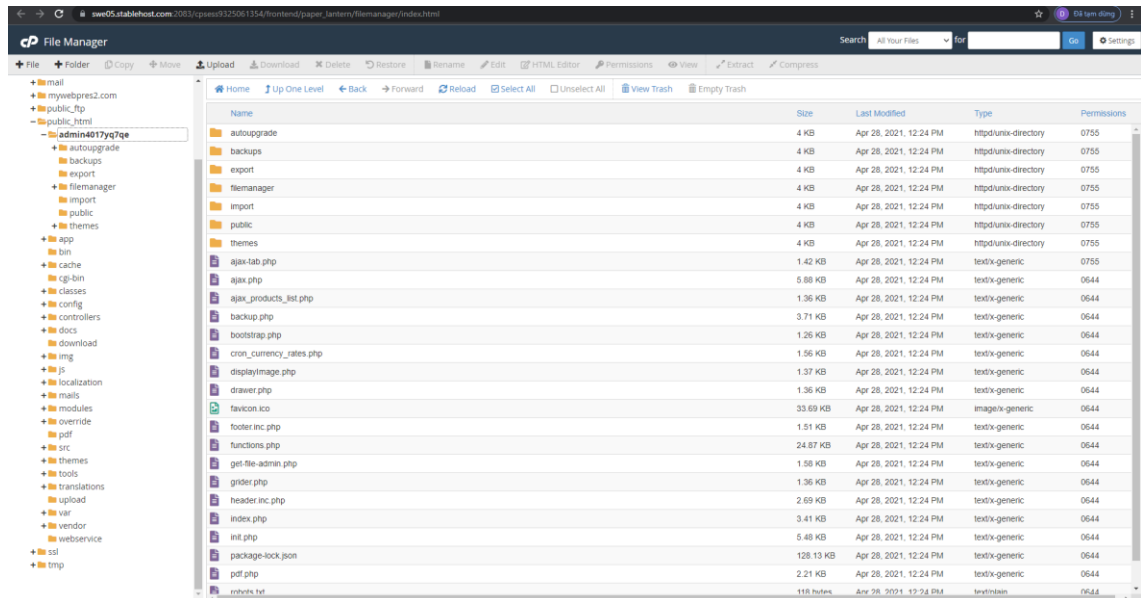 swe05.stablehost.com:2083/cpsess9325061354/frontend/paper_lantern/filemanager/index.html
D Đã tạm dừng
cP File Manager
Search All Your Files for Go Settings
+ File + Folder Copy Move Upload Download Delete Restore Rename Edit HTML Editor Permissions View Extract Compress
Home Up One Level Back Forward Reload Select All Unselect All View Trash Empty Trash
mail
mywebpres2.com
public_ftp
public_html
admin4017yq7qe
autoupgrade
backups
export
filemanager
import
public
themes
app
bin
cache
cgi-bin
classes
config
controllers
docs
download
img
js
localization
mails
modules
override
pdf
src
themes
tools
translations
upload
var
vendor
webservice
ssl
tmp
Name Size Last Modified Type Permissions
autoupgrade 4 KB Apr 28, 2021, 12:24 PM httpd/unix-directory 0755
backups 4 KB Apr 28, 2021, 12:24 PM httpd/unix-directory 0755
export 4 KB Apr 28, 2021, 12:24 PM httpd/unix-directory 0755
filemanager 4 KB Apr 28, 2021, 12:24 PM httpd/unix-directory 0755
import 4 KB Apr 28, 2021, 12:24 PM httpd/unix-directory 0755
public 4 KB Apr 28, 2021, 12:24 PM httpd/unix-directory 0755
themes 4 KB Apr 28, 2021, 12:24 PM httpd/unix-directory 0755
ajax-tab.php 1.42 KB Apr 28, 2021, 12:24 PM text/x-generic 0755
ajax.php 5.88 KB Apr 28, 2021, 12:24 PM text/x-generic 0644
ajax_products_list.php 1.36 KB Apr 28, 2021, 12:24 PM text/x-generic 0644
backup.php 3.71 KB Apr 28, 2021, 12:24 PM text/x-generic 0644
bootstrap.php 1.26 KB Apr 28, 2021, 12:24 PM text/x-generic 0644
cron_currency_rates.php 1.56 KB Apr 28, 2021, 12:24 PM text/x-generic 0644
displayImage.php 1.37 KB Apr 28, 2021, 12:24 PM text/x-generic 0644
drawer.php 1.36 KB Apr 28, 2021, 12:24 PM text/x-generic 0644
favicon.ico 33.69 KB Apr 28, 2021, 12:24 PM image/x-generic 0644
footer.inc.php 1.51 KB Apr 28, 2021, 12:24 PM text/x-generic 0644
functions.php 24.87 KB Apr 28, 2021, 12:24 PM text/x-generic 0644
get-file-admin.php 1.58 KB Apr 28, 2021, 12:24 PM text/x-generic 0644
grider.php 1.36 KB Apr 28, 2021, 12:24 PM text/x-generic 0644
header.inc.php 2.69 KB Apr 28, 2021, 12:24 PM text/x-generic 0644
index.php 3.41 KB Apr 28, 2021, 12:24 PM text/x-generic 0644
init.php 5.48 KB Apr 28, 2021, 12:24 PM text/x-generic 0644
package-lock.json 128.13 KB Apr 28, 2021, 12:24 PM text/x-generic 0644
pdf.php 2.21 KB Apr 28, 2021, 12:24 PM text/x-generic 0644
robots.txt 118 bytes Apr 28, 2021, 12:24 PM text/plain 0644